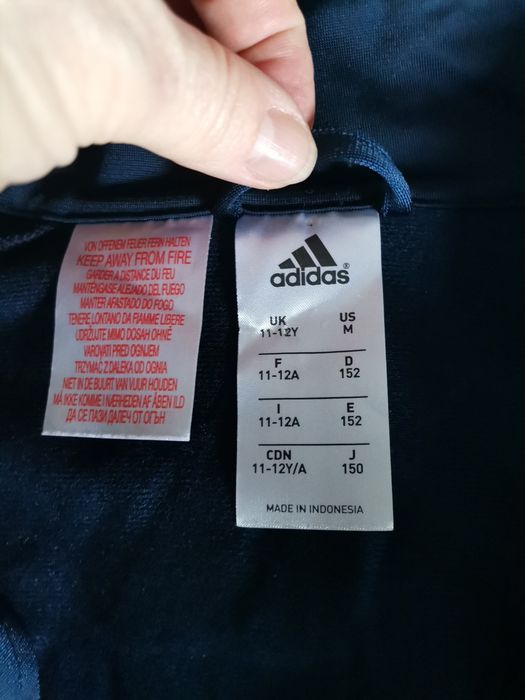 VON OFFENEM FEUER FERN HALTEN
KEEP AWAY FROM FIRE
GARDER A DISTANCE DU FEU
MANTÉNGASE ALEJADO DEL FUEGO
MANTER AFASTADO DO FOGO
TENERE LONTANO DA FIAMME LIBERE
UDRŽUJTE MIMO DOSAH OHNĚ
VAROVATI PRED OGNJEM
TRZYMAĆ Z DALEKA OD OGNIA
NIET IN DE BUURT VAN VUUR HOUDEN
MÅ IKKE KOMME I NÆRHEDEN AF ÅBEN ILD
ДА СЕ ПАЗИ ДАЛЕЧ ОТ ОГЪН
adidas®
UK US
11-12Y M
F D
11-12A 152
I E
11-12A 152
CDN J
11-12Y/A 150
MADE IN INDONESIA